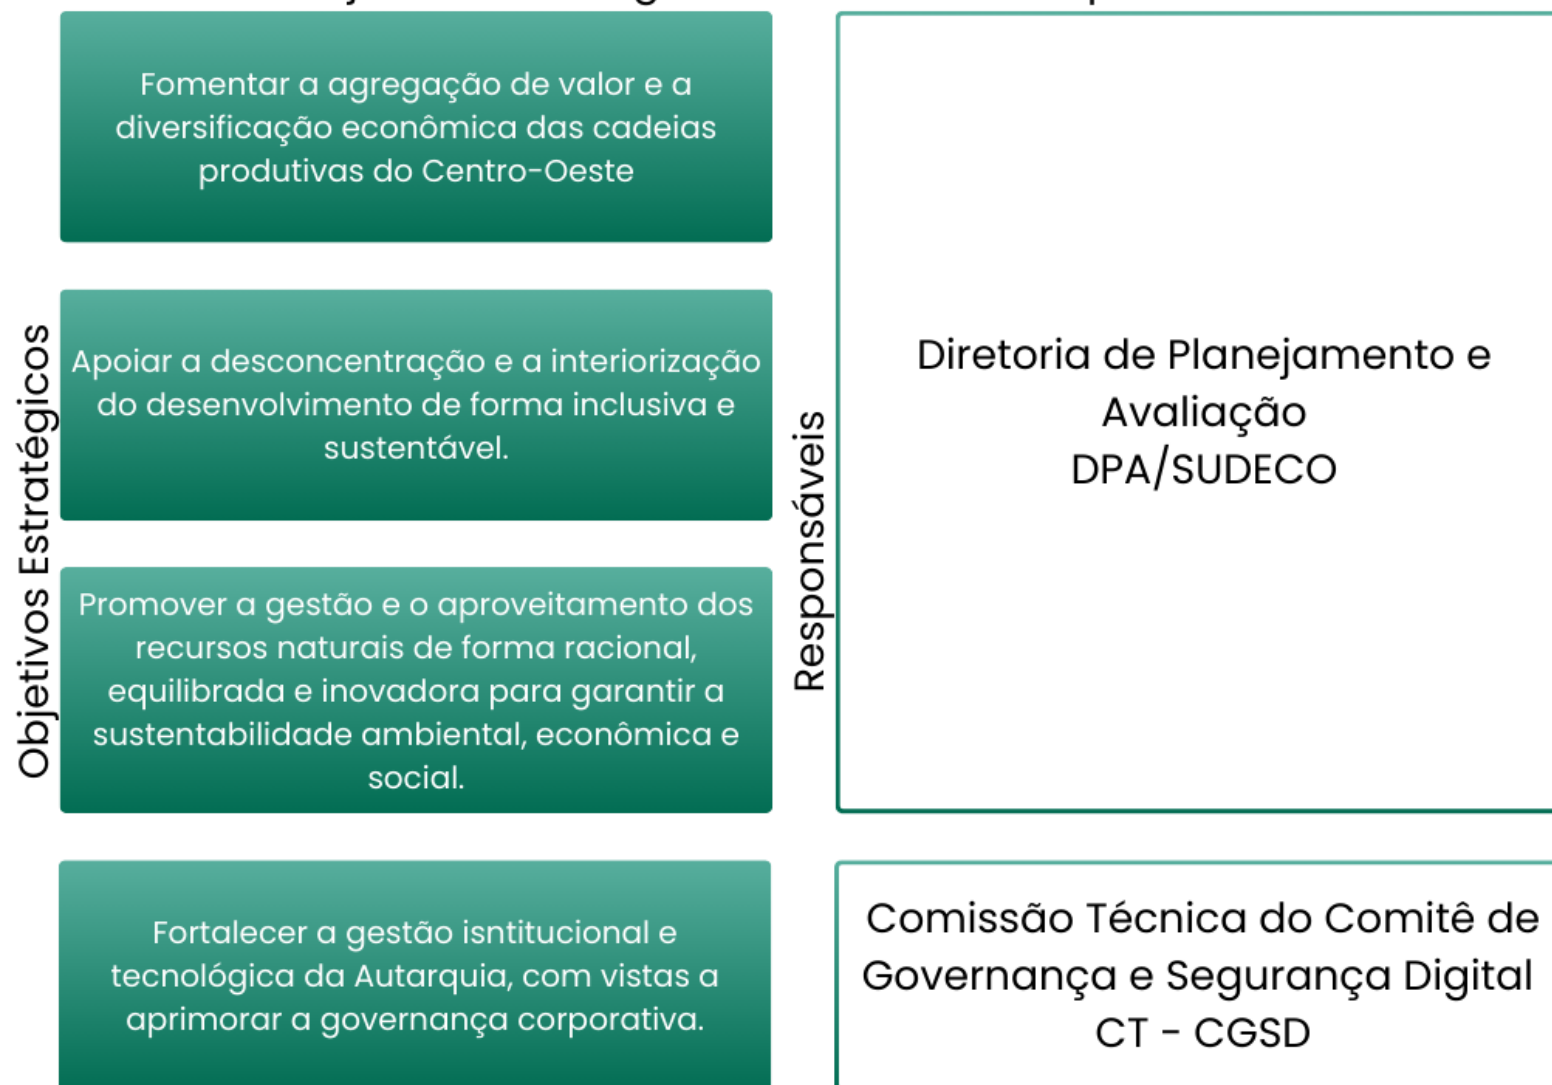 Objetivos Estratégicos
Fomentar a agregação de valor e a
diversificação econômica das cadeias
produtivas do Centro-Oeste
Apoiar a desconcentração e a interiorização
do desenvolvimento de forma inclusiva e
sustentável.
Promover a gestão e o aproveitamento dos
recursos naturais de forma racional,
equilibrada e inovadora para garantir a
sustentabilidade ambiental, econômica e
social.
Fortalecer a gestão isntitucional e
tecnológica da Autarquia, com vistas a
aprimorar a governança corporativa.
Responsáveis
Diretoria de Planejamento e
Avaliação
DPA/SUDECO
Comissão Técnica do Comitê de
Governança e Segurança Digital
CT - CGSD